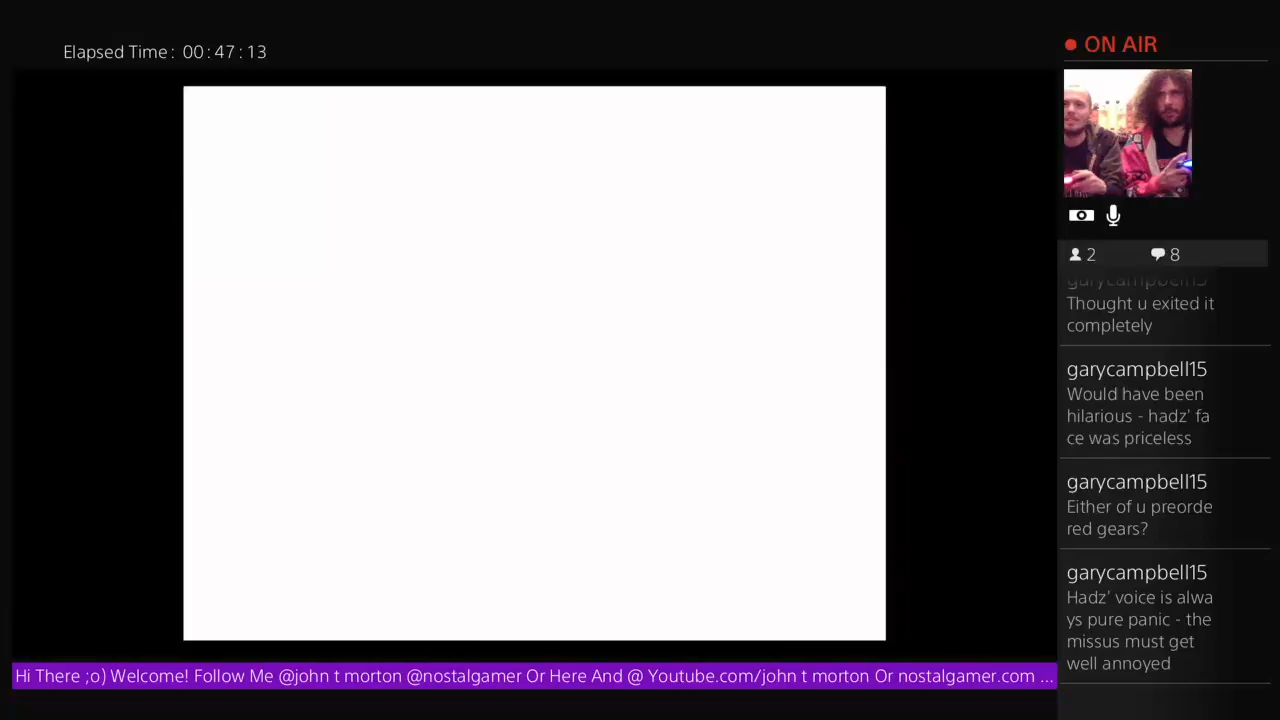 Elapsed Time: 00:47:13
ON AIR
2
8
garycampbell15
Thought u exited it
completely
garycampbell15
Would have been
hilarious - hadz' fa
ce was priceless
garycampbell15
Either of u preorde
red gears?
garycampbell15
Hadz' voice is alwa
ys pure panic - the
missus must get
well annoyed
Hi There ;o) Welcome! Follow Me @john t morton @nostalgamer Or Here And @ Youtube.com/john t morton Or nostalgamer.com ...